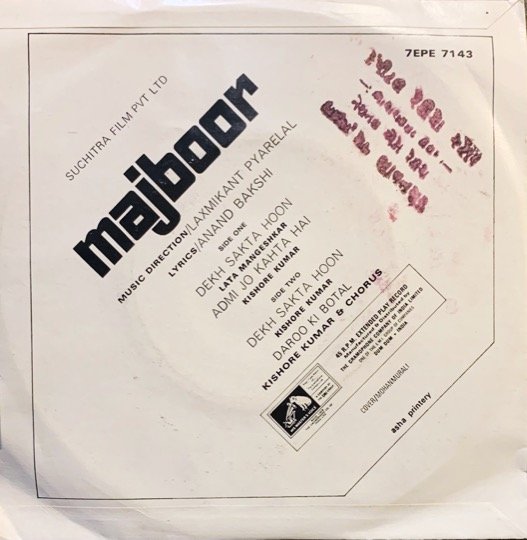 7EPE 7143
SUCHITRA FILM PVT LTD
majboor
MUSIC DIRECTION/LAXMIKANT PYARELAL
LYRICS/ANAND BAKSHI
SIDE ONE
DEKH SAKTA HOON
LATA MANGESHKAR
ADMI JO KAHTA HAI
KISHORE KUMAR
SIDE TWO
DEKH SAKTA HOON
KISHORE KUMAR
DAROO KI BOTAL
KISHORE KUMAR & CHORUS
45 R.P.M. EXTENDED PLAY RECORD
Manufactured & Distributed by
THE GRAMOPHONE COMPANY OF INDIA LIMITED
DUM DUM - INDIA
COVER/MOHANMURALI
asha printery